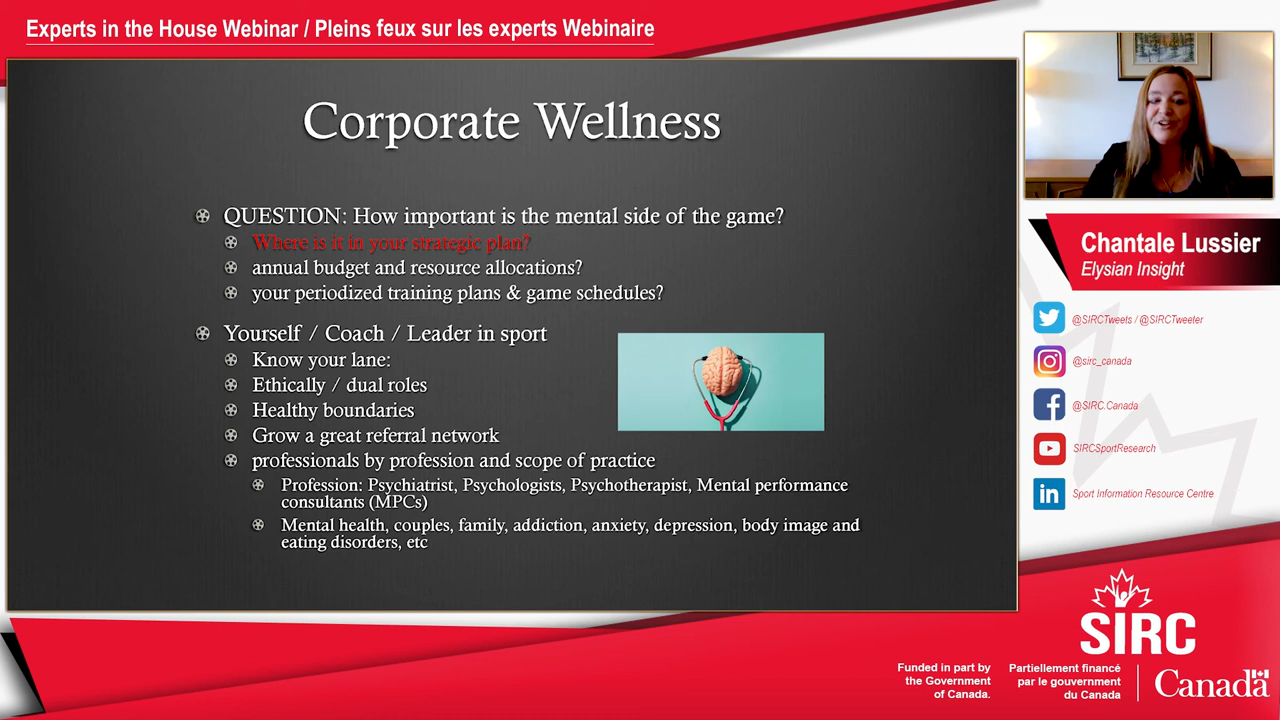 Experts in the House Webinar / Pleins feux sur les experts Webinaire
Corporate Wellness
QUESTION: How important is the mental side of the game?
Where is it in your strategic plan?
annual budget and resource allocations?
your periodized training plans & game schedules?
Yourself / Coach / Leader in sport
Know your lane:
Ethically / dual roles
Healthy boundaries
Grow a great referral network
professionals by profession and scope of practice
Profession: Psychiatrist, Psychologists, Psychotherapist, Mental performance
consultants (MPCs)
Mental health, couples, family, addiction, anxiety, depression, body image and
eating disorders, etc
Chantale Lussier
Elysian Insight
@SIRCTweets / @SIRCTweeter
@sirc_canada
@SIRC.Canada
SIRCSportResearch
in
Sport Information Resource Centre
SIRC
Funded in part by
the Government
of Canada.
Partiellement financé
par le gouvernment
du Canada
Canada